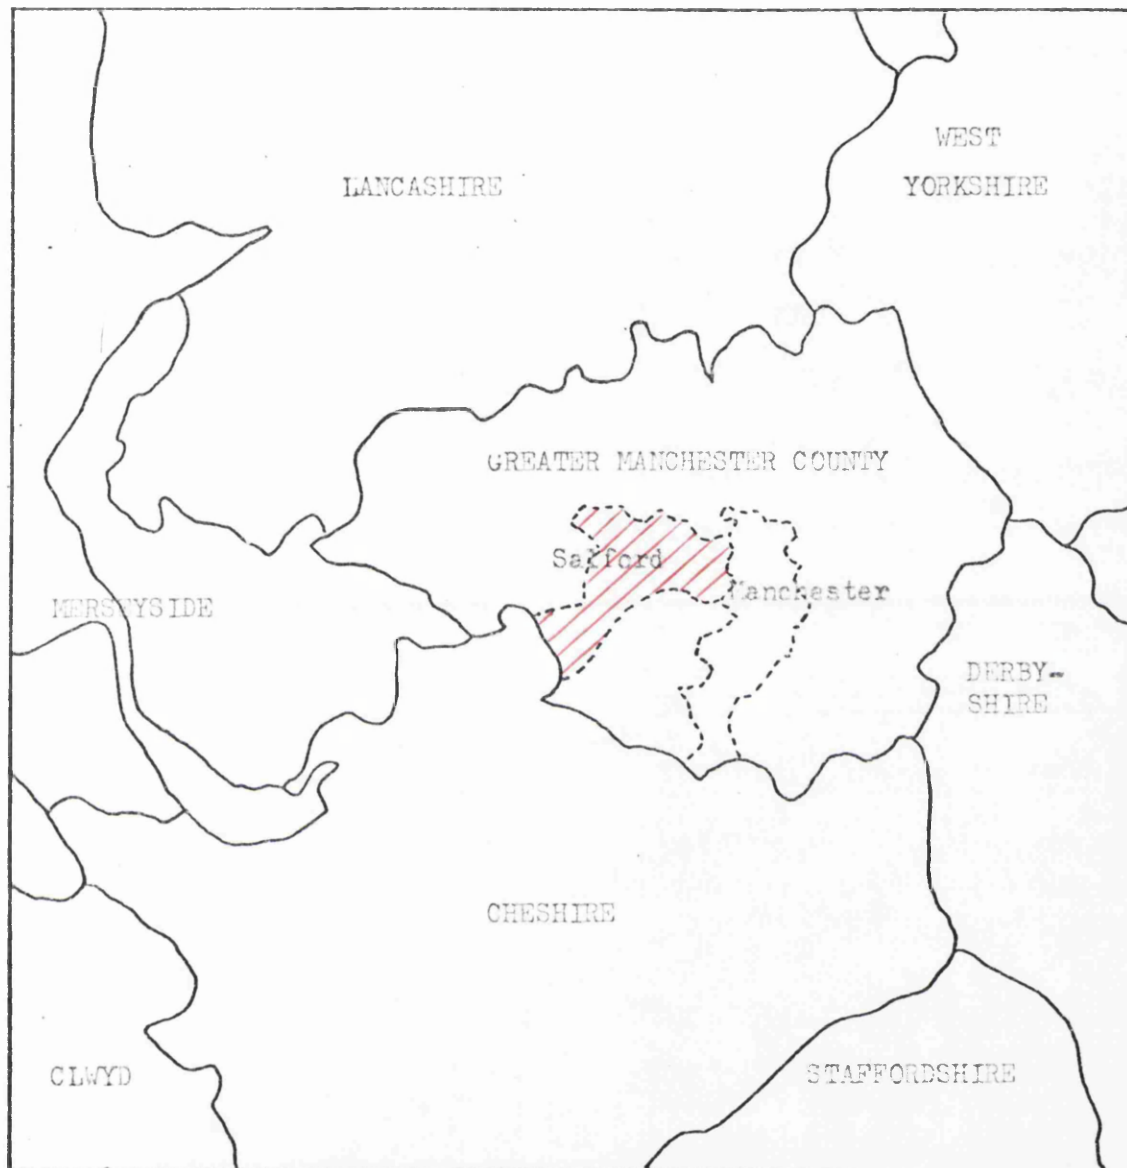 WEST
YORKSHIRE
LANCASHIRE
GREATER MANCHESTER COUNTY
Salford
Manchester
MERSEYSIDE
DERBY-
SHIRE
CHESHIRE
CLWYD
STAFFORDSHIRE